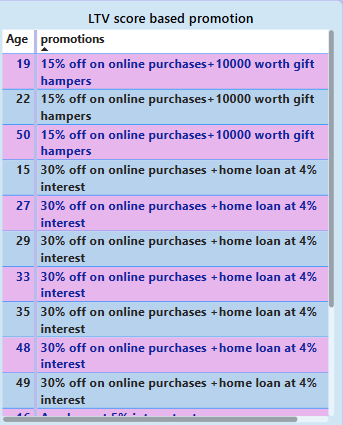 LTV score based promotion
Age promotions
19 15% off on online purchases+10000 worth gift
hampers
22 15% off on online purchases+10000 worth gift
hampers
50 15% off on online purchases+10000 worth gift
hampers
15 30% off on online purchases +home loan at 4%
interest
27 30% off on online purchases +home loan at 4%
interest
29 30% off on online purchases +home loan at 4%
interest
33 30% off on online purchases +home loan at 4%
interest
35 30% off on online purchases +home loan at 4%
interest
48 30% off on online purchases +home loan at 4%
interest
49 30% off on online purchases +home loan at 4%
interest